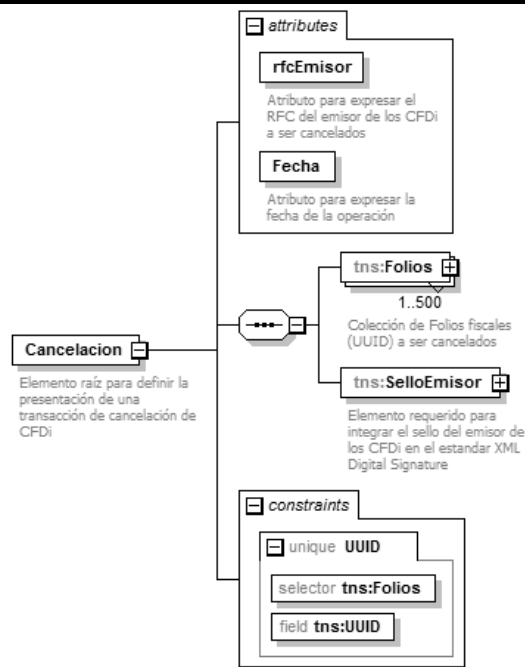 attributes
rfcEmisor
Atributo para expresar el
RFC del emisor de los CFDi
a ser cancelados
Fecha
Atributo para expresar la
fecha de la operación
tns:Folios
1..500
Colección de Folios fiscales
(UUID) a ser cancelados
Cancelacion
Elemento raíz para definir la
presentación de una
transacción de cancelación de
CFDi
tns:SelloEmisor
Elemento requerido para
integrar el sello del emisor de
los CFDi en el estandar XML
Digital Signature
constraints
unique UUID
selector tns:Folios
field tns:UUID